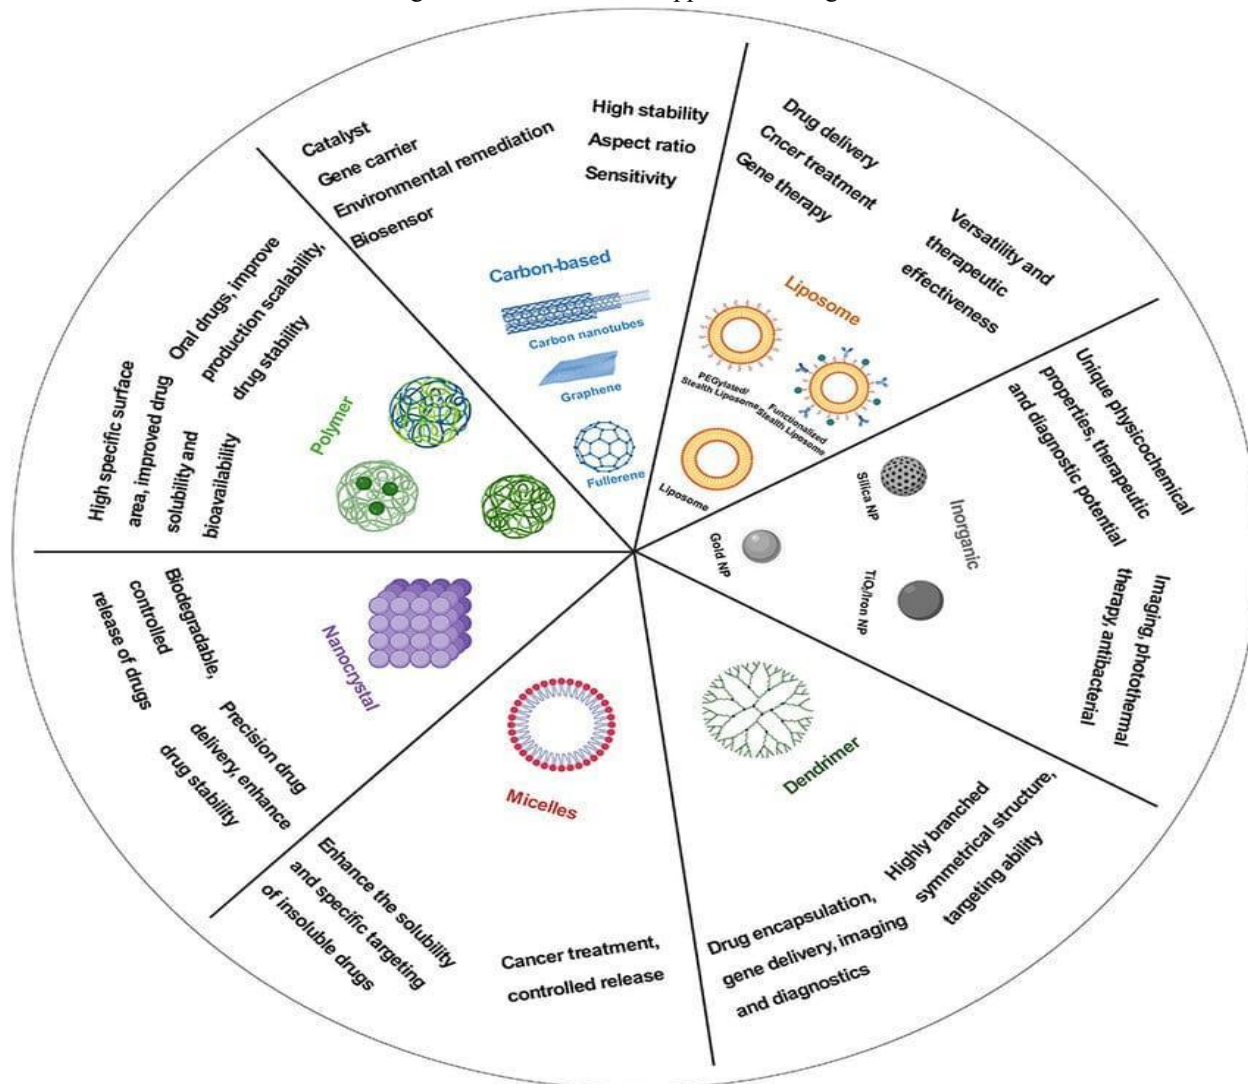 Catalyst
Gene carrier
Environmental remediation
Biosensor
High stability
Aspect ratio
Sensitivity
Carbon-based
Carbon nanotubes
Graphene
Fullerene
Drug delivery
Cncer treatment
Gene therapy
Versatility and
therapeutic
effectiveness
Liposome
PEGylated/
Stealth Liposome
Functionalized
Stealth Liposome
Liposome
Unique physicochemical
properties, therapeutic
and diagnostic potential
Imaging, photothermal
therapy, antibacterial
Inorganic
Silica NP
Gold NP
TiO₂/Iron NP
Dendrimer
Highly branched
symmetrical structure,
targeting ability
Drug encapsulation,
gene delivery, imaging
and diagnostics
Micelles
Enhance the solubility
and specific targeting
of insoluble drugs
Cancer treatment,
controlled release
Nanocrystal
Biodegradable,
controlled
release of drugs
Precision drug
delivery, enhance
drug stability
Polymer
High specific surface
area, improved drug
solubility and
bioavailability
Oral drugs, improve
production scalability,
drug stability